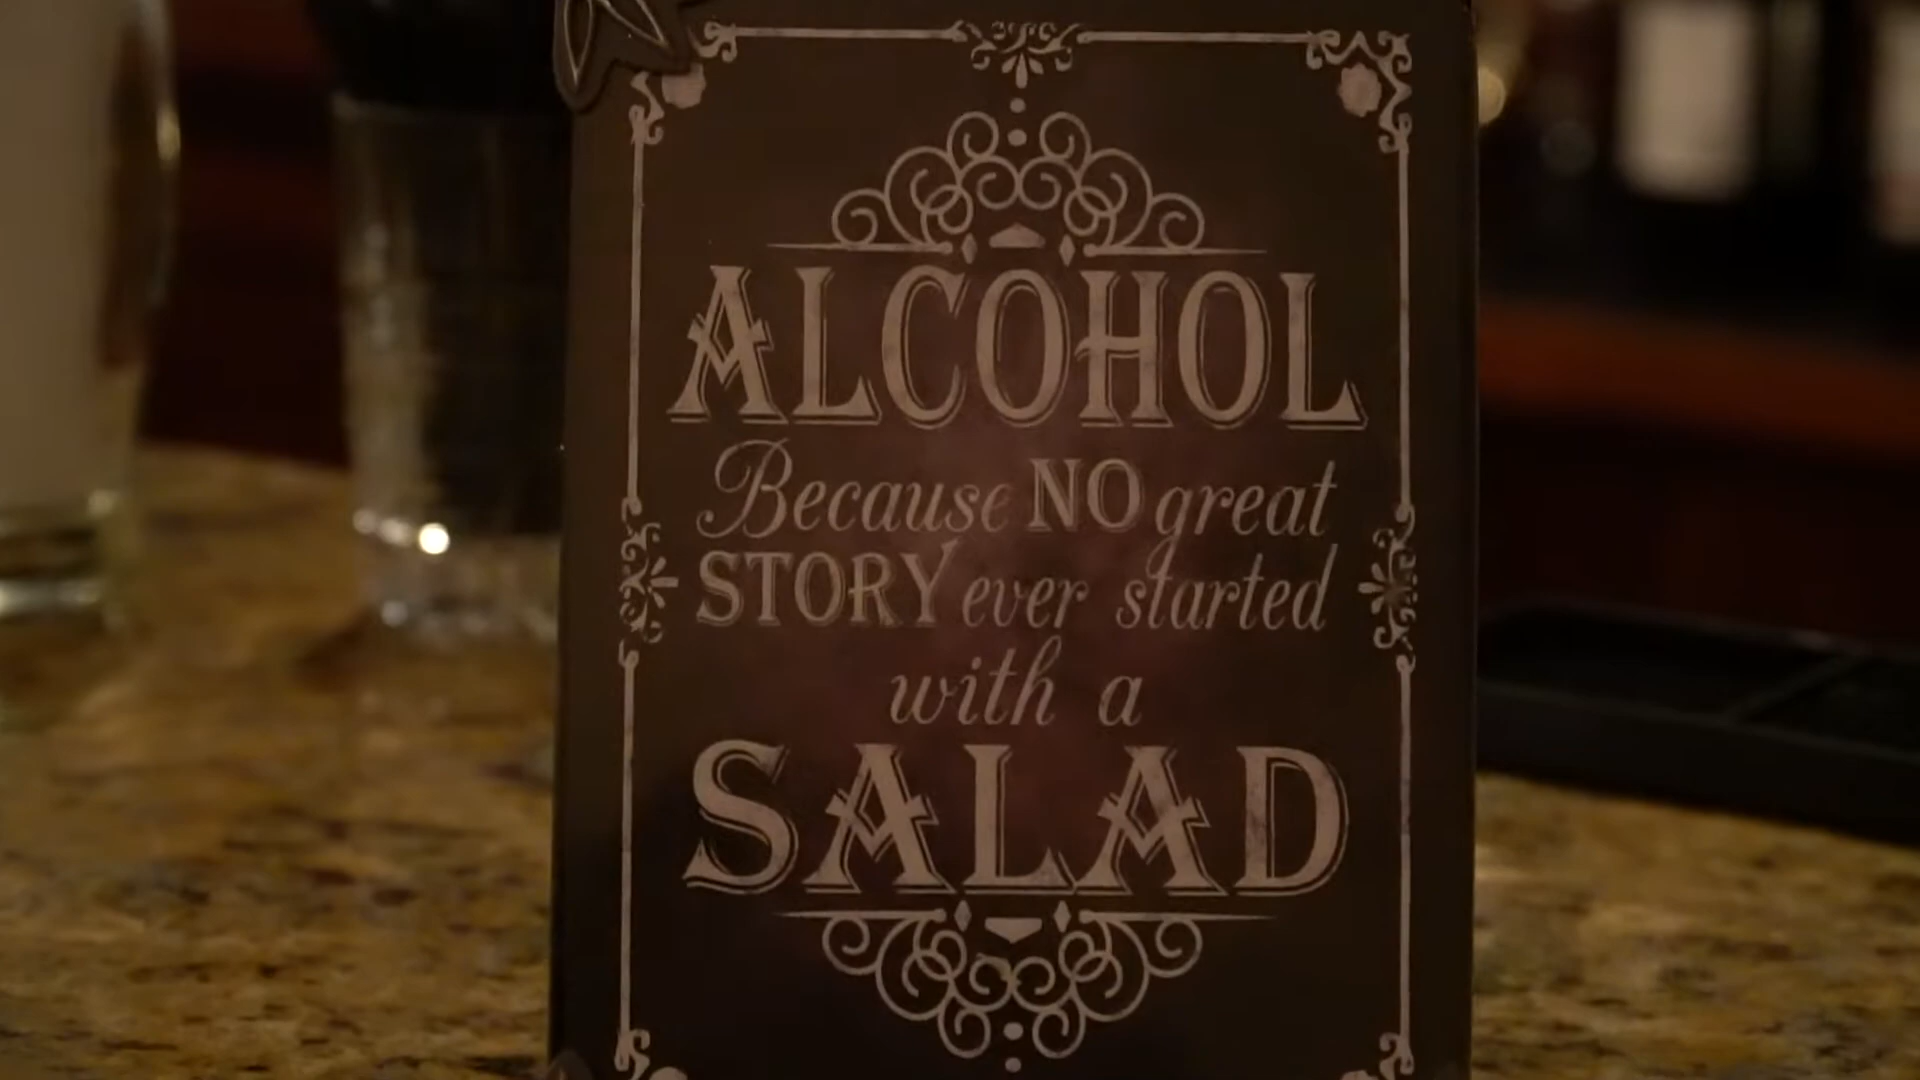 ALCOHOL
Because NO great
STORY ever started
with a
SALAD